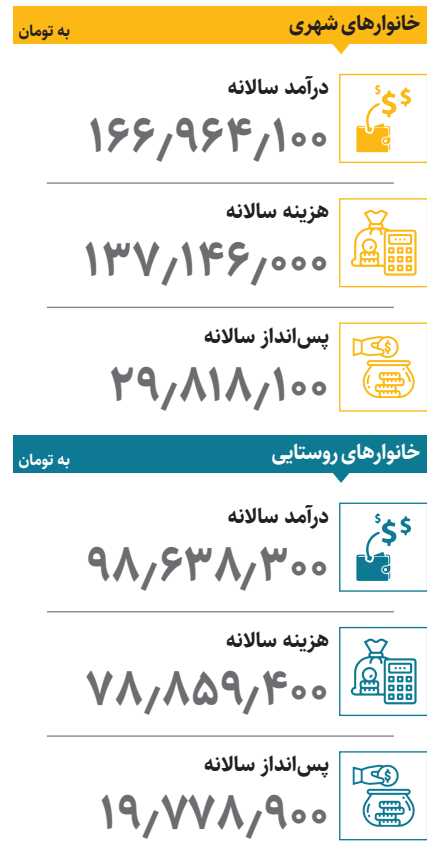 خانوارهای شهری به تومان
درآمد سالانه
۱۶۶٫۹۶۴٫۱۰۰
هزینه سالانه
۱۳۷٫۱۴۶٫۰۰۰
پس‌انداز سالانه
۲۹٫۸۱۸٫۱۰۰
خانوارهای روستایی به تومان
درآمد سالانه
۹۸٫۶۳۸٫۳۰۰
هزینه سالانه
۷۸٫۸۵۹٫۴۰۰
پس‌انداز سالانه
۱۹٫۷۷۸٫۹۰۰